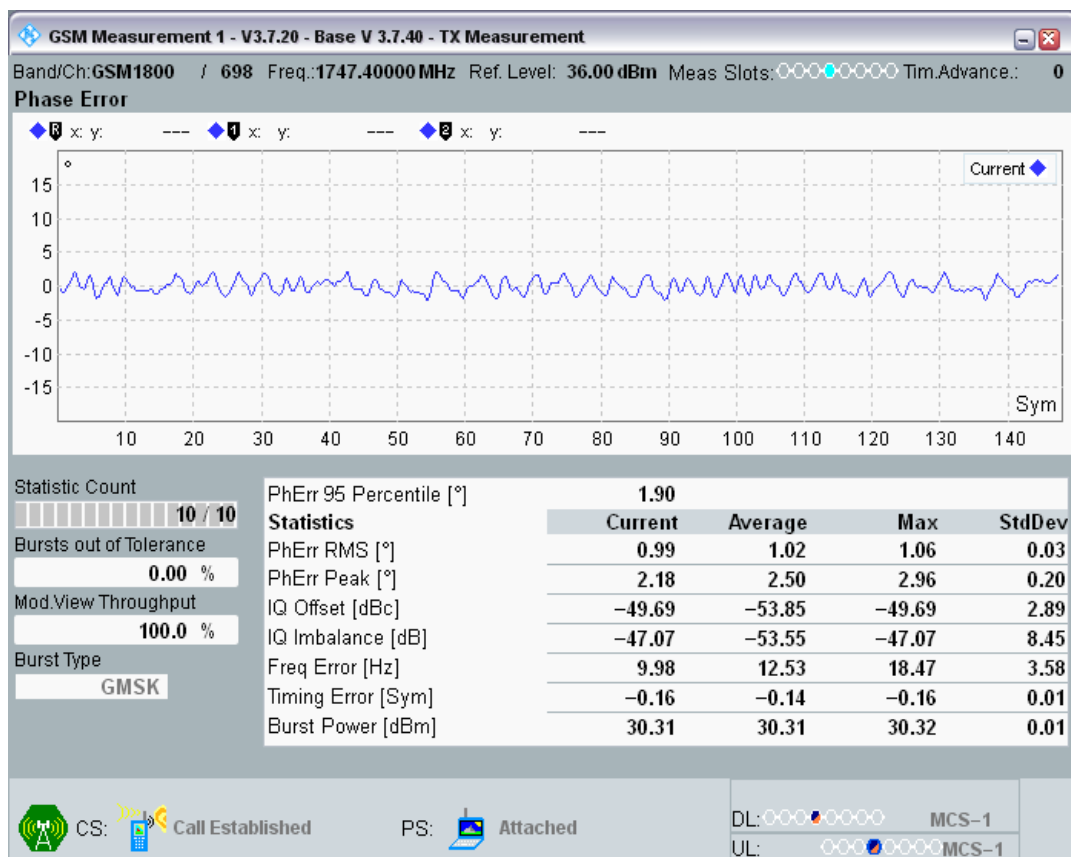 GSM Measurement 1 - V3.7.20 - Base V 3.7.40 - TX Measurement
Band/Ch:GSM1800 / 698 Freq.:1747.40000 MHz Ref. Level: 36.00 dBm Meas Slots: Tim.Advance.: 0
Phase Error
R x: y: --- 1 x: y: --- 2 x: y: ---
° Current
15
10
5
0
-5
-10
-15
Sym
10 20 30 40 50 60 70 80 90 100 110 120 130 140
Statistic Count
10 / 10
Bursts out of Tolerance
0.00 %
Mod.View Throughput
100.0 %
Burst Type
GMSK
PhErr 95 Percentile [°] 1.90
Statistics Current Average Max StdDev
PhErr RMS [°] 0.99 1.02 1.06 0.03
PhErr Peak [°] 2.18 2.50 2.96 0.20
IQ Offset [dBc] −49.69 −53.85 −49.69 2.89
IQ Imbalance [dB] −47.07 −53.55 −47.07 8.45
Freq Error [Hz] 9.98 12.53 18.47 3.58
Timing Error [Sym] −0.16 −0.14 −0.16 0.01
Burst Power [dBm] 30.31 30.31 30.32 0.01
CS: Call Established PS: Attached
DL: MCS−1
UL: MCS−1